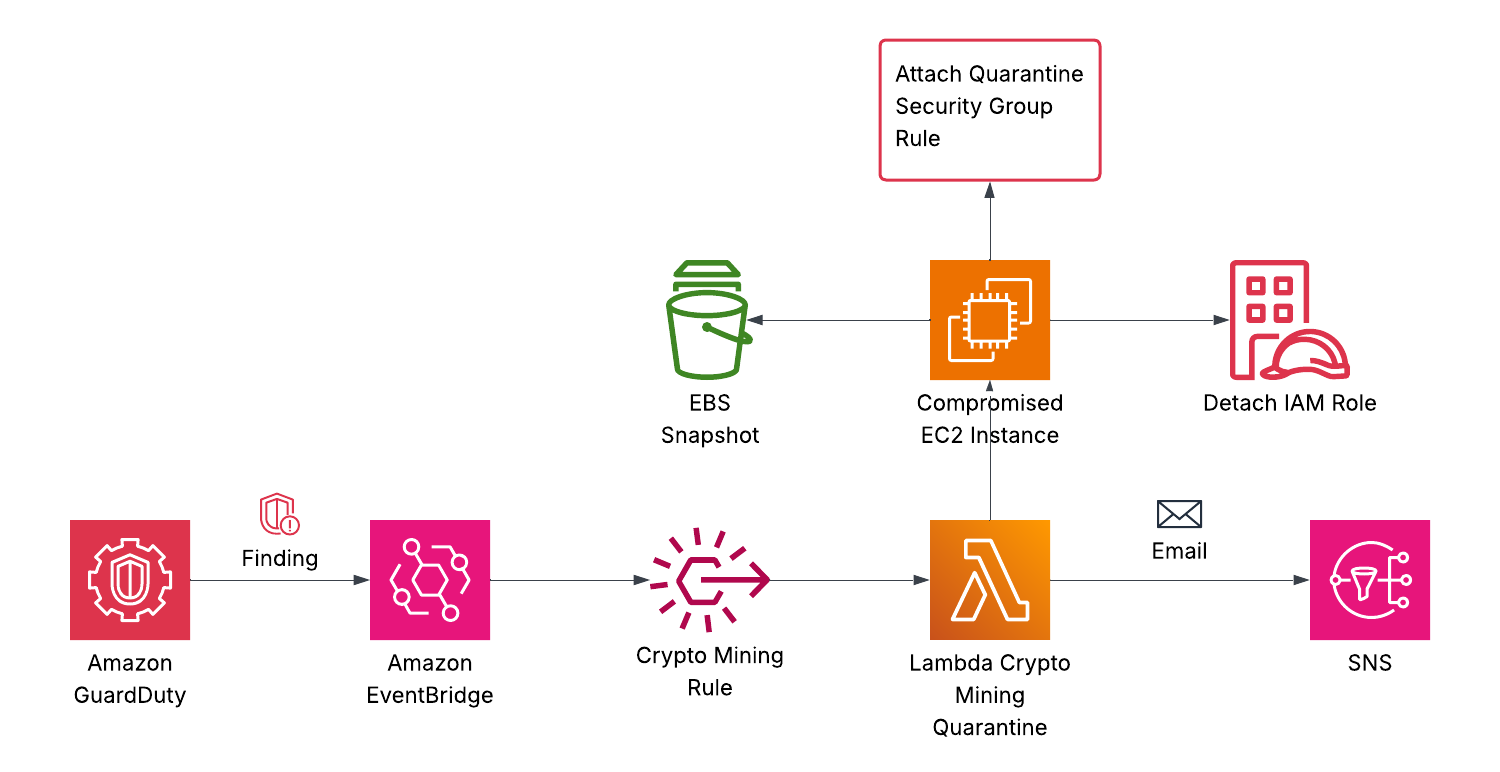 Attach Quarantine
Security Group
Rule
EBS
Snapshot
Compromised
EC2 Instance
Detach IAM Role
Finding
Email
Amazon
GuardDuty
Amazon
EventBridge
Crypto Mining
Rule
Lambda Crypto
Mining
Quarantine
SNS